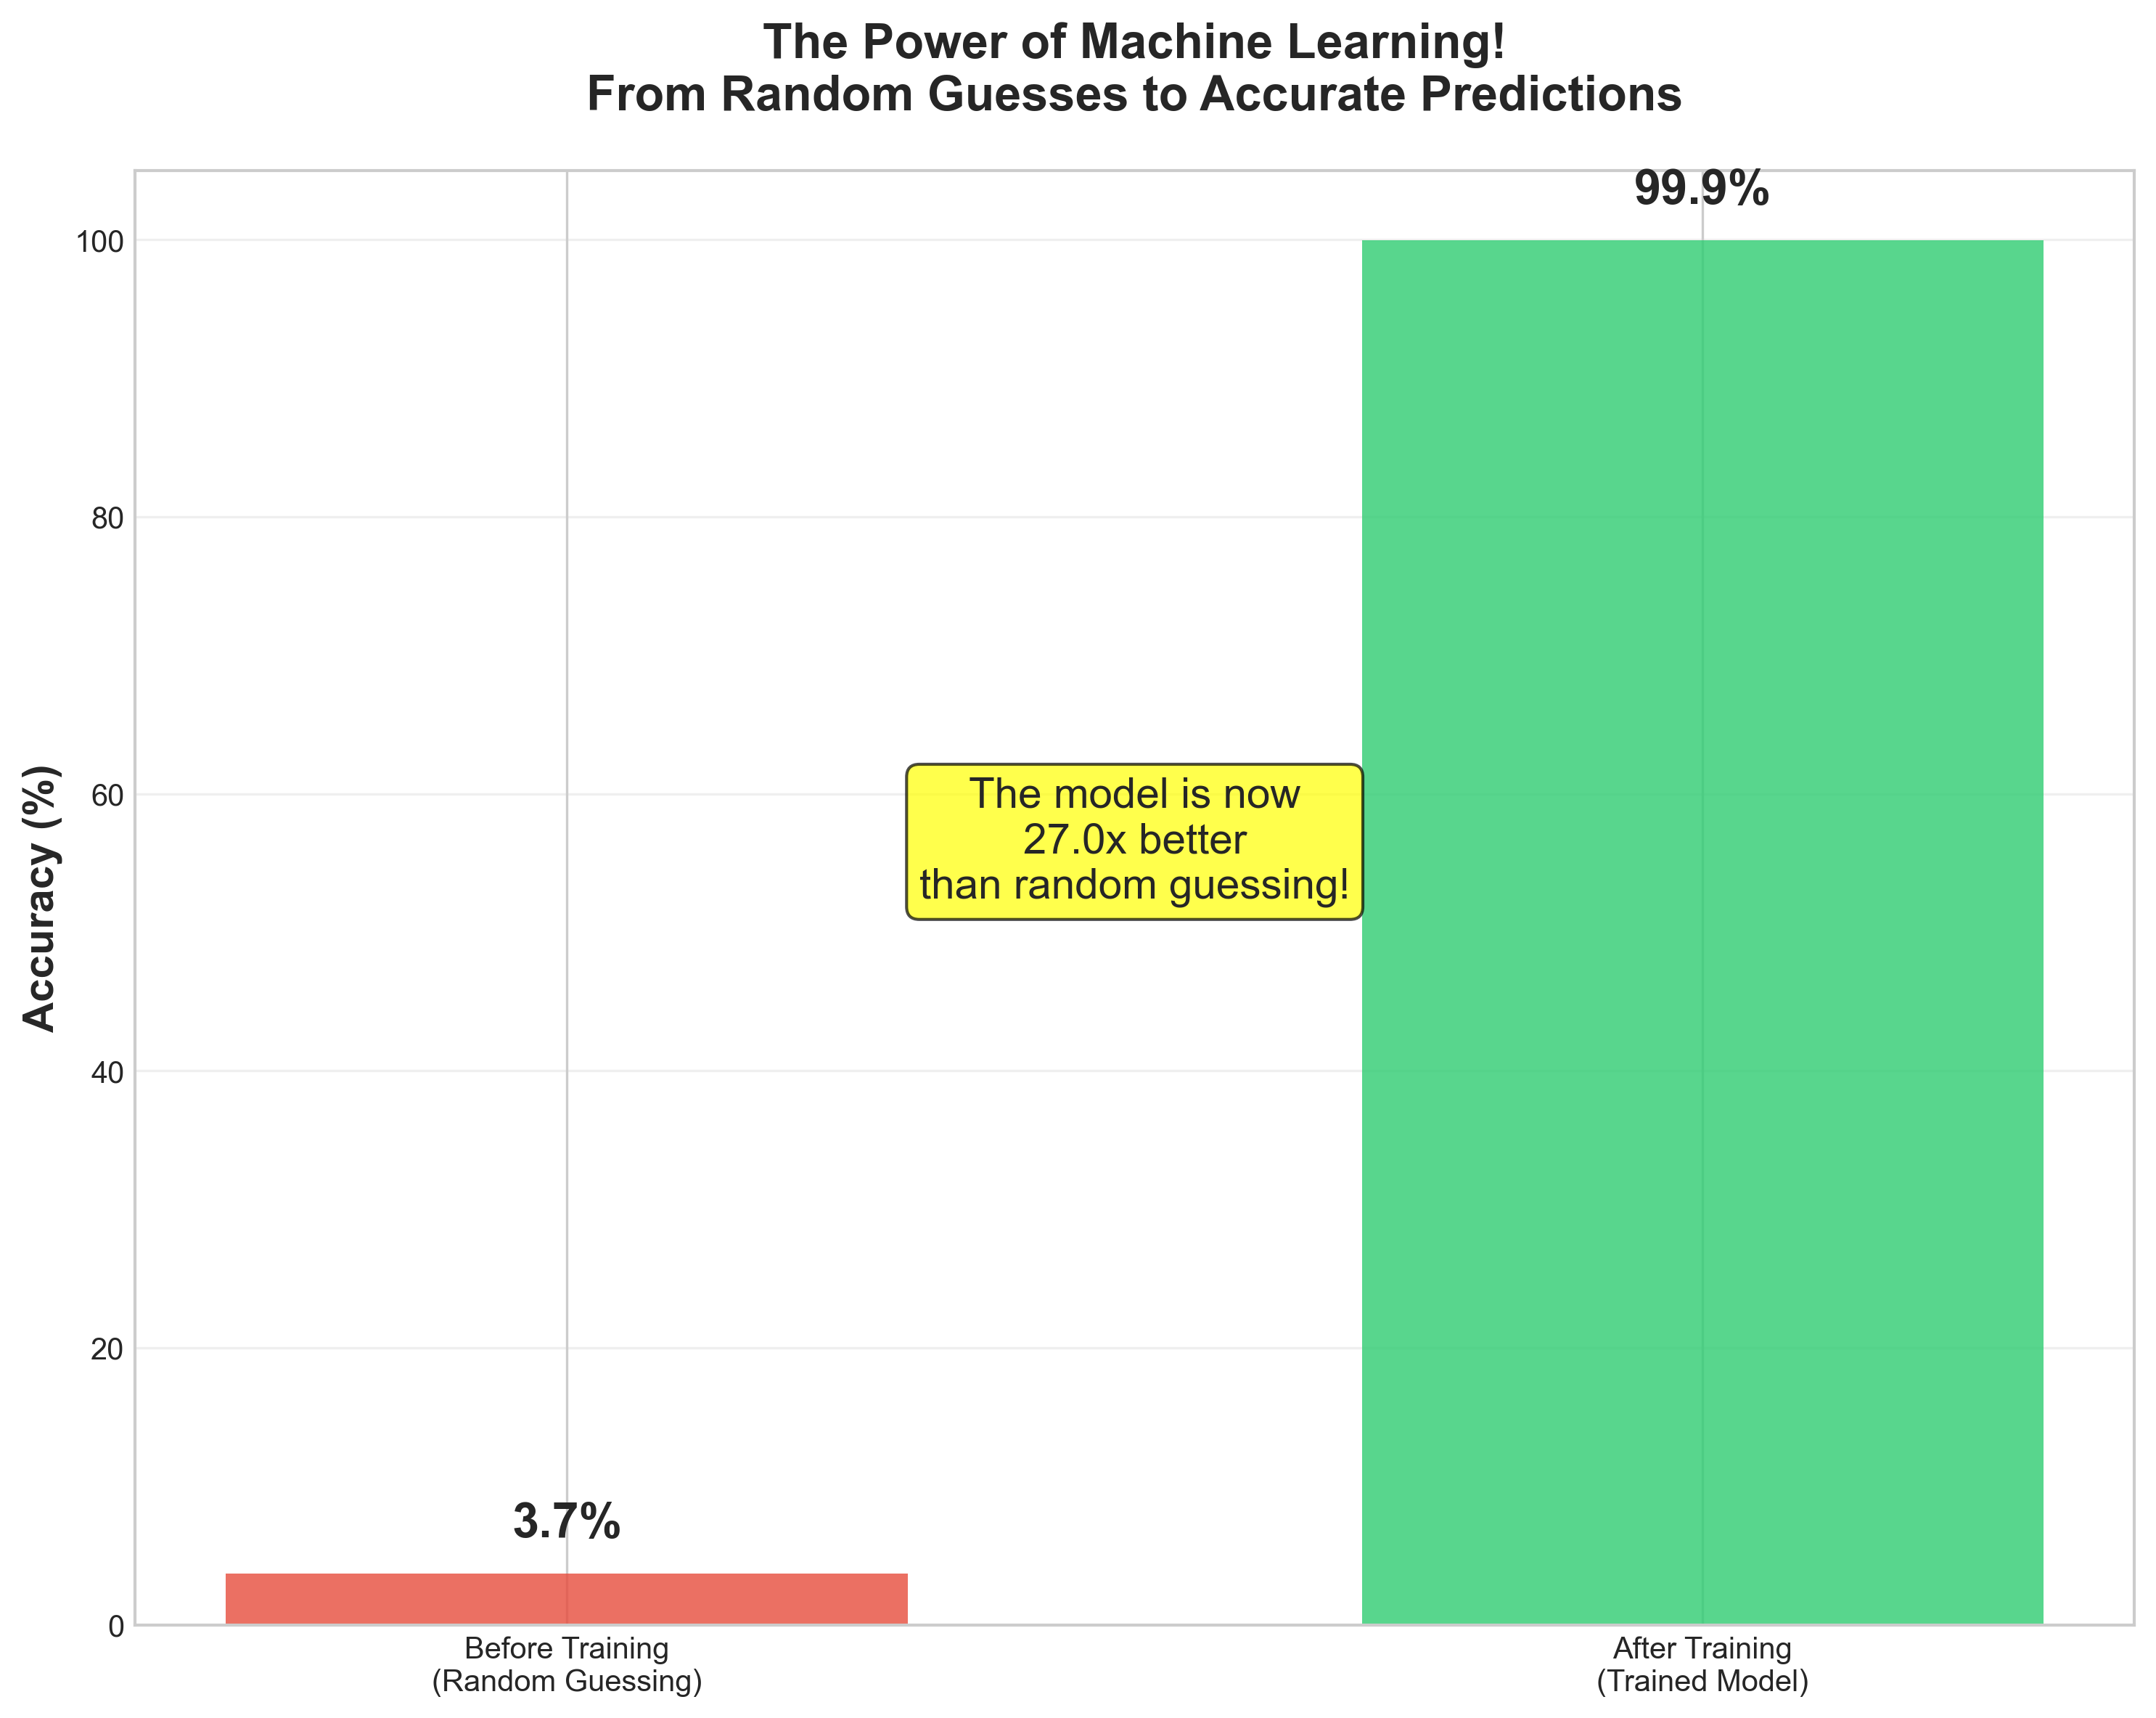 The Power of Machine Learning!
From Random Guesses to Accurate Predictions
99.9%
100
80
60
40
20
0
Accuracy (%)
The model is now
27.0x better
than random guessing!
3.7%
Before Training
(Random Guessing)
After Training
(Trained Model)